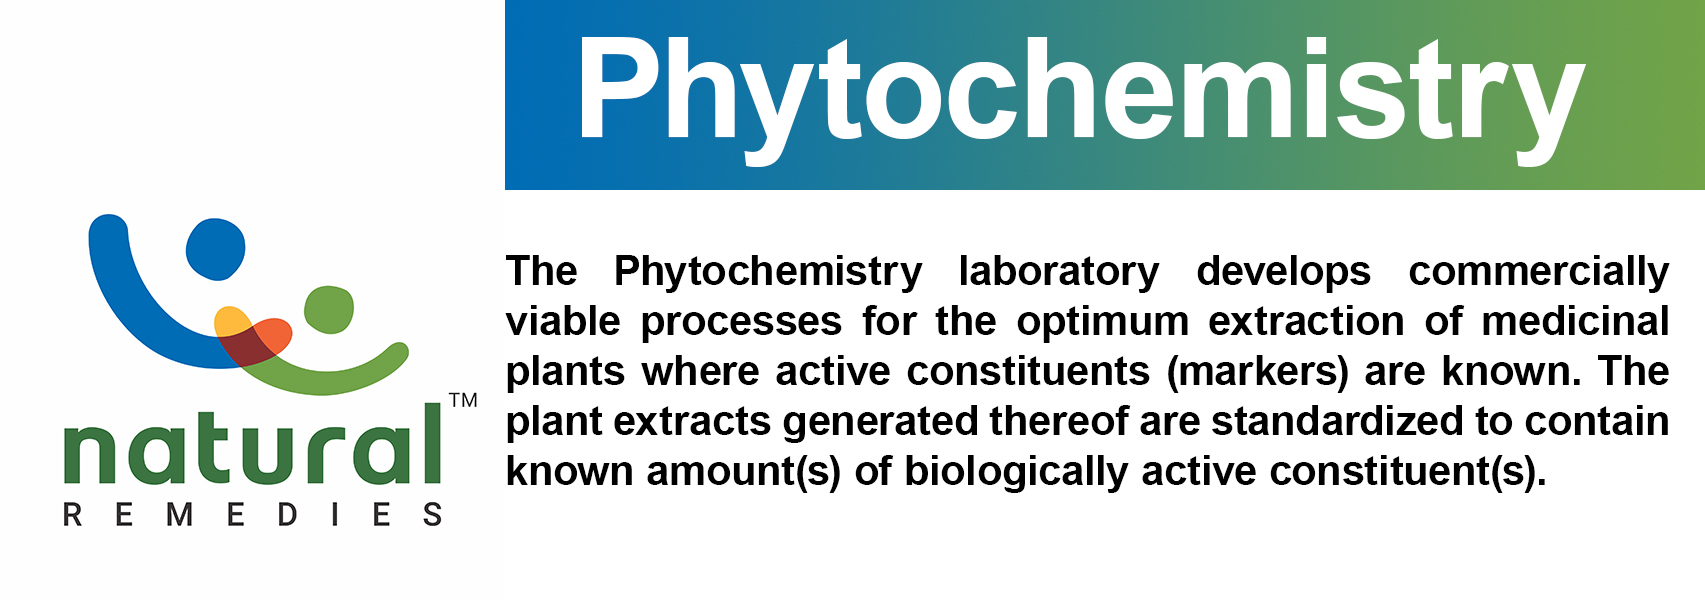 Phytochemistry
The Phytochemistry laboratory develops commercially
viable processes for the optimum extraction of medicinal
plants where active constituents (markers) are known. The
plant extracts generated thereof are standardized to contain
known amount(s) of biologically active constituent(s).
natural™
REMEDIES